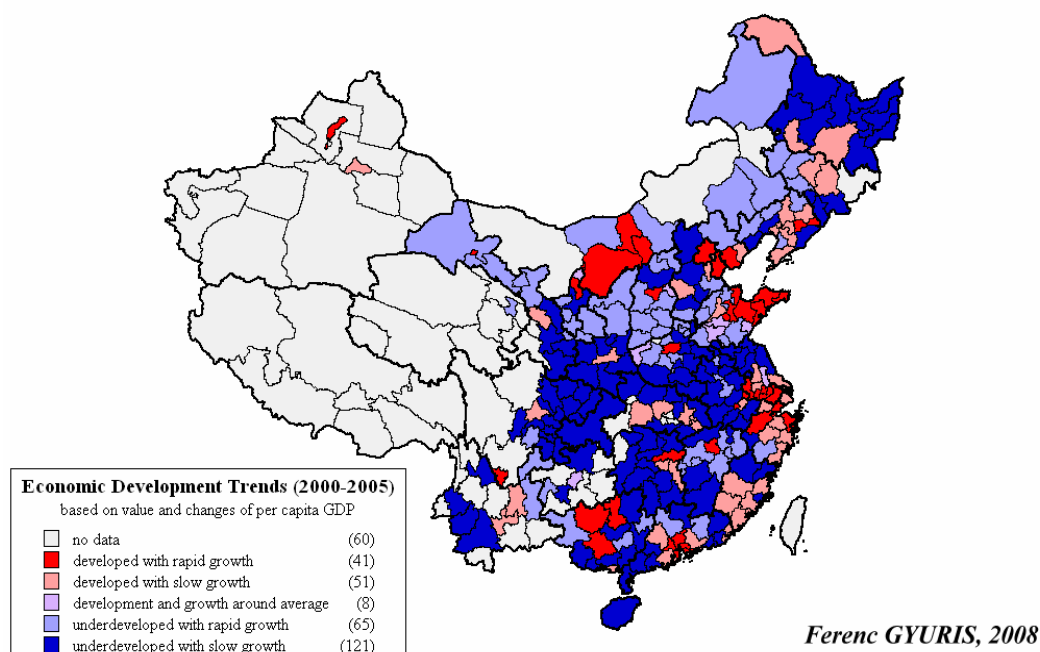 Economic Development Trends (2000-2005)
based on value and changes of per capita GDP
no data (60)
developed with rapid growth (41)
developed with slow growth (51)
development and growth around average (8)
underdeveloped with rapid growth (65)
underdeveloped with slow growth (121)
Ferenc GYURIS, 2008